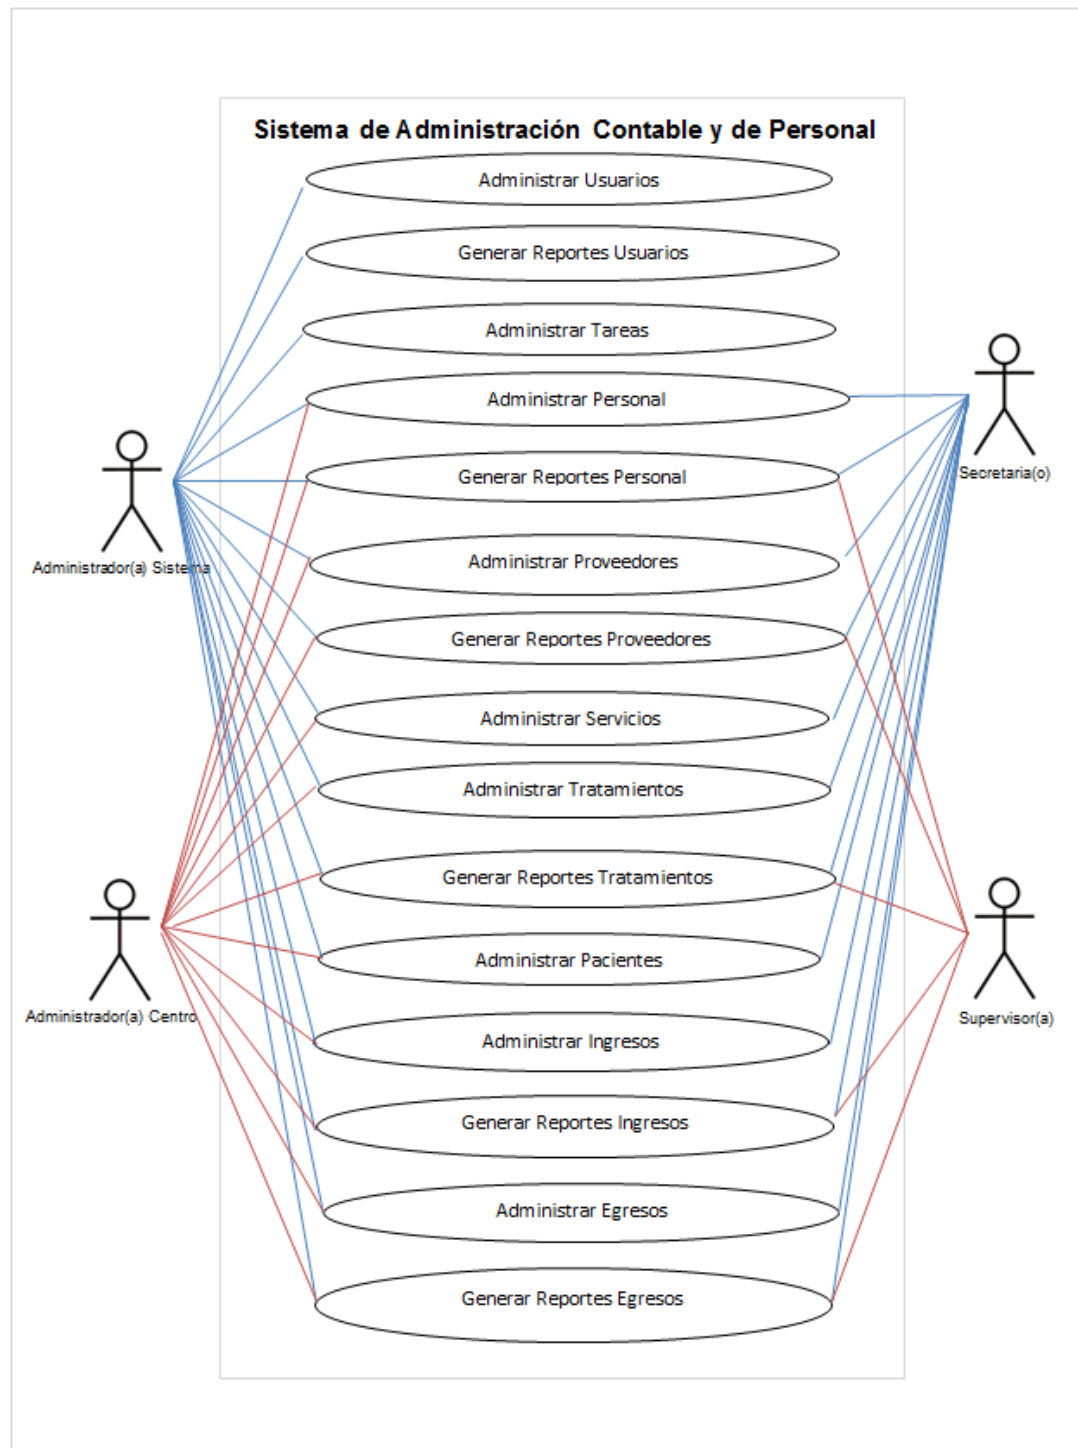 Sistema de Administración Contable y de Personal
Administrar Usuarios
Generar Reportes Usuarios
Administrar Tareas
Administrar Personal
Generar Reportes Personal
Secretaria(o)
Administrar Proveedores
Administrador(a) Sistema
Generar Reportes Proveedores
Administrar Servicios
Administrar Tratamientos
Generar Reportes Tratamientos
Administrar Pacientes
Administrador(a) Centro
Supervisor(a)
Administrar Ingresos
Generar Reportes Ingresos
Administrar Egresos
Generar Reportes Egresos